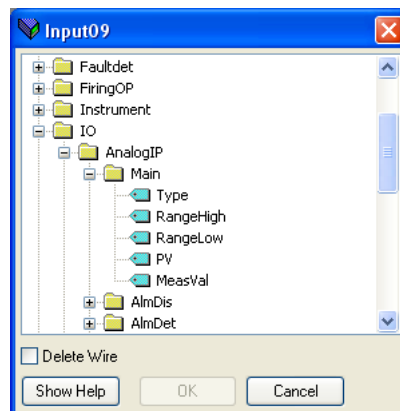 Input09
Faultdet
FiringOP
Instrument
IO
AnalogIP
Main
Type
RangeHigh
RangeLow
PV
MeasVal
AlmDis
AlmDet
Delete Wire
Show Help OK Cancel